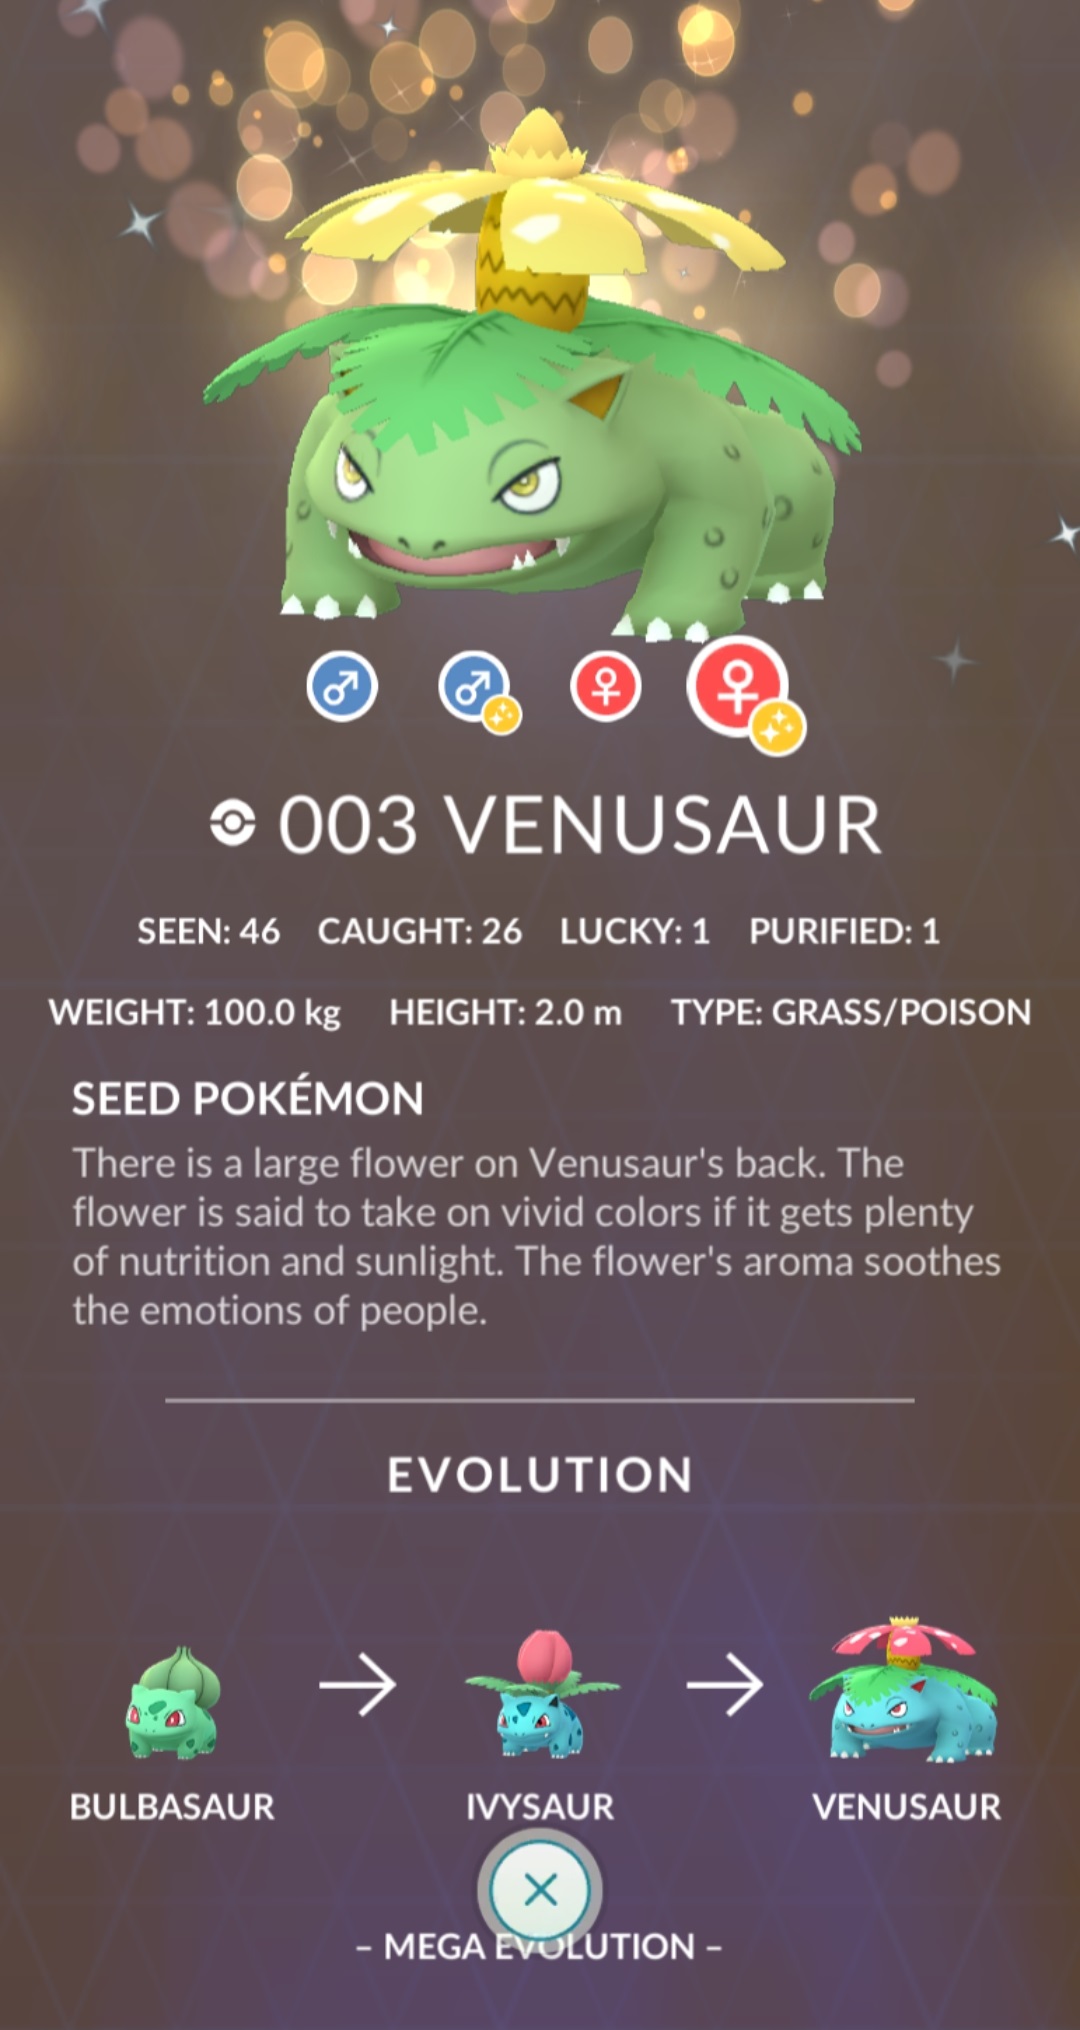 003 VENUSAUR
SEEN: 46 CAUGHT: 26 LUCKY: 1 PURIFIED: 1
WEIGHT: 100.0 kg HEIGHT: 2.0 m TYPE: GRASS/POISON
SEED POKÉMON
There is a large flower on Venusaur's back. The
flower is said to take on vivid colors if it gets plenty
of nutrition and sunlight. The flower's aroma soothes
the emotions of people.
EVOLUTION
BULBASAUR IVYSAUR VENUSAUR
– MEGA EVOLUTION –